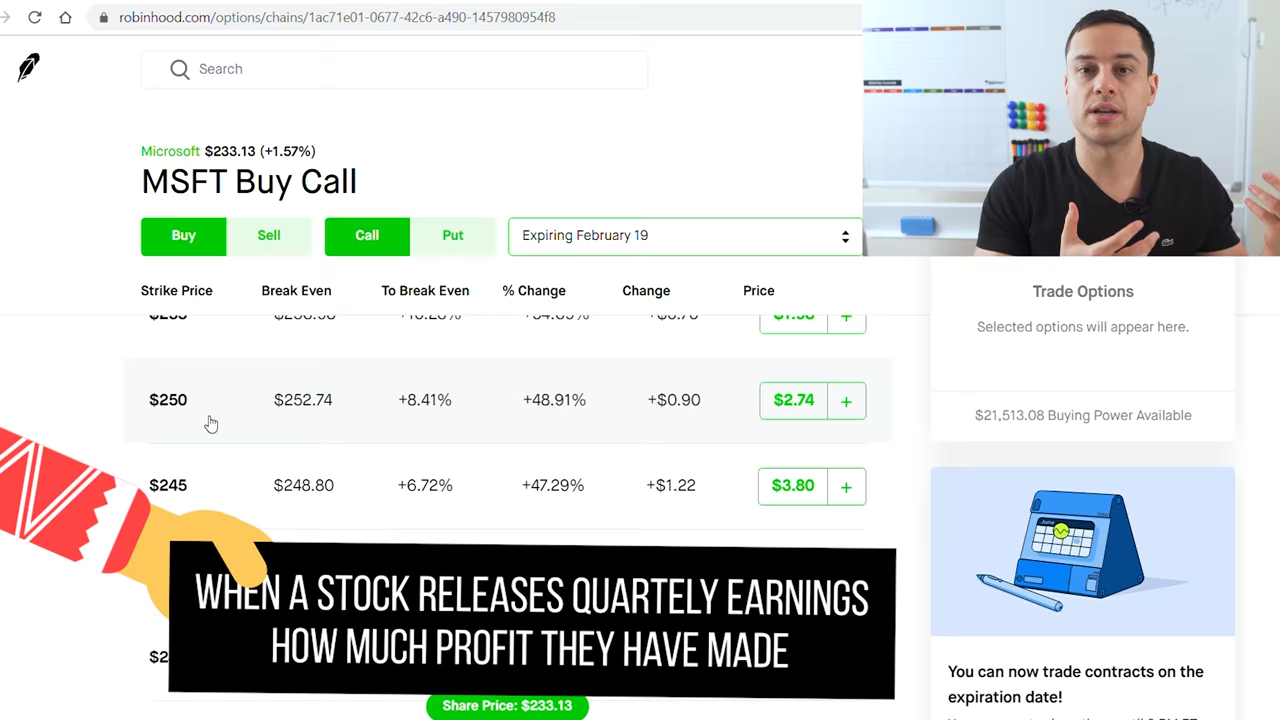 robinhood.com/options/chains/1ac71e01-0677-42c6-a490-1457980954f8
Search
Microsoft $233.13 (+1.57%)
MSFT Buy Call
Buy Sell Call Put Expiring February 19
Strike Price Break Even To Break Even % Change Change Price
$250 $252.74 +8.41% +48.91% +$0.90 $2.74 +
$245 $248.80 +6.72% +47.29% +$1.22 $3.80 +
WHEN A STOCK RELEASES QUARTELY EARNINGS
HOW MUCH PROFIT THEY HAVE MADE
Share Price: $233.13
Trade Options
Selected options will appear here.
$21,513.08 Buying Power Available
June
You can now trade contracts on the
expiration date!